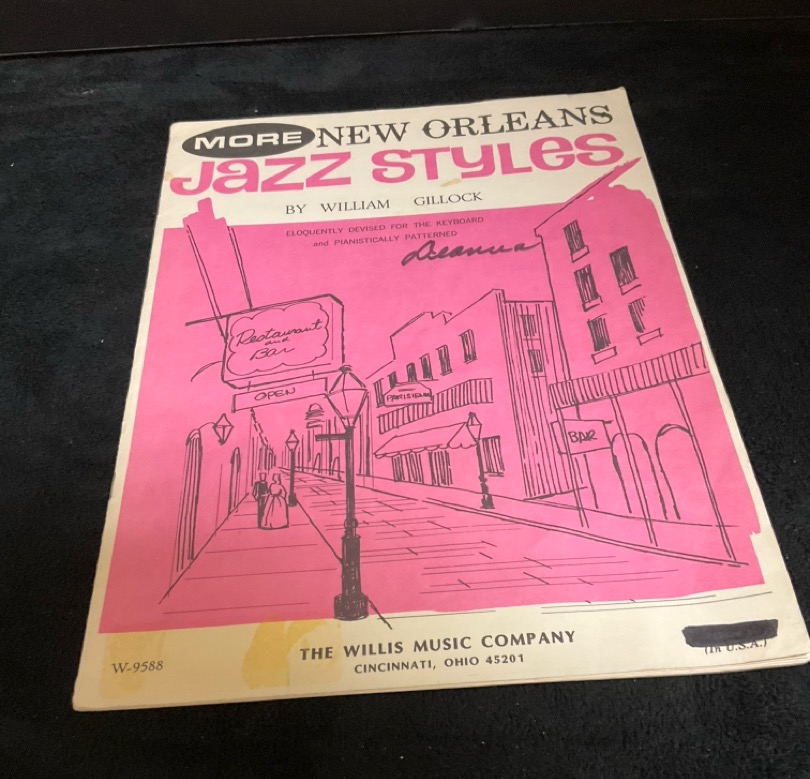 MORE NEW ORLEANS
JAZZ STYLES
BY WILLIAM GILLOCK
ELOQUENTLY DEVISED FOR THE KEYBOARD
and PIANISTICALLY PATTERNED
Deanna
Restaurant
and
Bar
OPEN
PARISIENNE
BAR
W-9588
THE WILLIS MUSIC COMPANY
CINCINNATI, OHIO 45201
(In U.S.A.)